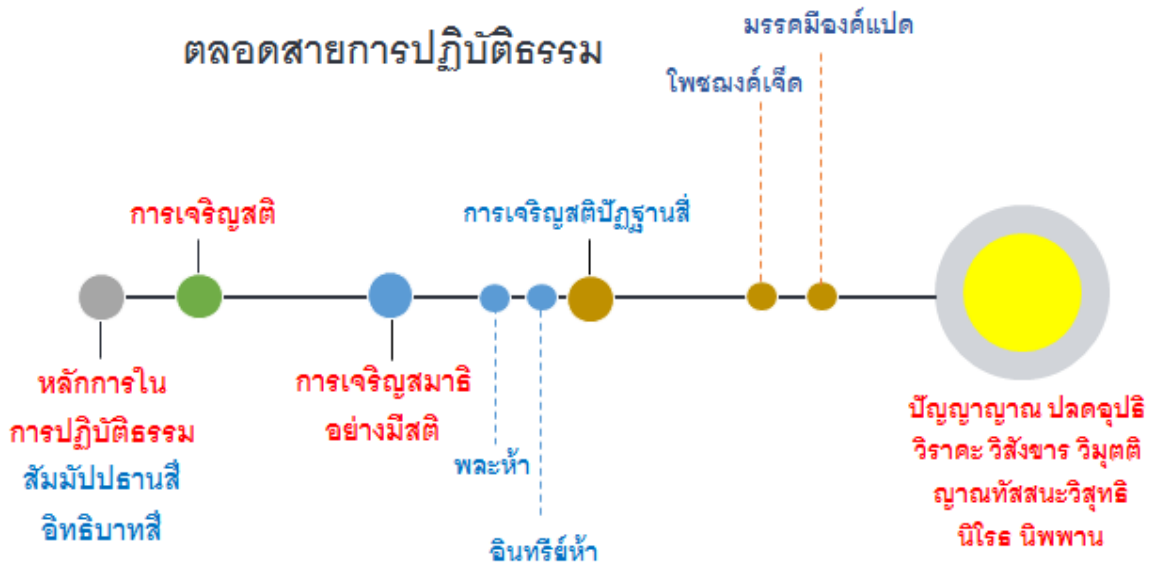 ตลอดสายการปฏิบัติธรรม
มรรคมีองค์แปด
โพชฌงค์เจ็ด
การเจริญสติ
การเจริญสติปัฏฐานสี่
หลักการใน
การปฏิบัติธรรม
สัมมัปปธานสี่
อิทธิบาทสี่
การเจริญสมาธิ
อย่างมีสติ
พละห้า
อินทรีย์ห้า
ปัญญาญาณ ปลดอุปธิ
วิราคะ วิสังขาร วิมุตติ
ญาณทัสสนะวิสุทธิ
นิโรธ นิพพาน